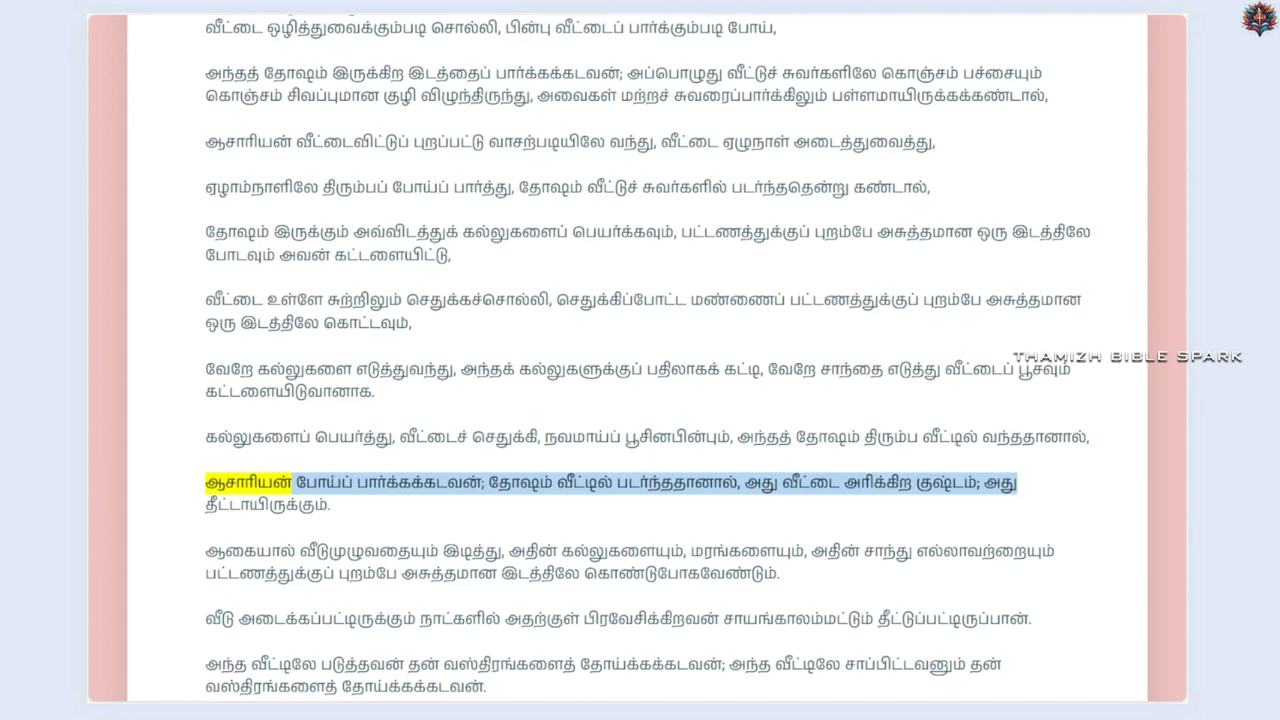 வீட்டை ஒழித்துவைக்கும்படி சொல்லி, பின்பு வீட்டைப் பார்க்கும்படி போய்,
அந்தத் தோஷம் இருக்கிற இடத்தைப் பார்க்கக்கடவன்; அப்பொழுது வீட்டுச் சுவர்களிலே கொஞ்சம் பச்சையும்
கொஞ்சம் சிவப்புமான குழி விழுந்திருந்து, அவைகள் மற்றச் சுவரைப்பார்க்கிலும் பள்ளமாயிருக்கக்கண்டால்,
ஆசாரியன் வீட்டைவிட்டுப் புறப்பட்டு வாசற்படியிலே வந்து, வீட்டை ஏழுநாள் அடைத்துவைத்து,
ஏழாம்நாளிலே திரும்பப் போய்ப் பார்த்து, தோஷம் வீட்டுச் சுவர்களில் படர்ந்ததென்று கண்டால்,
தோஷம் இருக்கும் அவ்விடத்துக் கல்லுகளைப் பெயர்க்கவும், பட்டணத்துக்குப் புறம்பே அசுத்தமான ஒரு இடத்திலே
போடவும் அவன் கட்டளையிட்டு,
வீட்டை உள்ளே சுற்றிலும் செதுக்கச்சொல்லி, செதுக்கிப்போட்ட மண்ணைப் பட்டணத்துக்குப் புறம்பே அசுத்தமான
ஒரு இடத்திலே கொட்டவும்,
வேறே கல்லுகளை எடுத்துவந்து, அந்தக் கல்லுகளுக்குப் பதிலாகக் கட்டி, வேறே சாந்தை எடுத்து வீட்டைப் பூசவும்
THAMIZH BIBLE SPARK
கட்டளையிடுவானாக.
கல்லுகளைப் பெயர்த்து, வீட்டைச் செதுக்கி, நவமாய்ப் பூசினபின்பும், அந்தத் தோஷம் திரும்ப வீட்டில் வந்ததானால்,
ஆசாரியன் போய்ப் பார்க்கக்கடவன்; தோஷம் வீட்டில் படர்ந்ததானால், அது வீட்டை அரிக்கிற குஷ்டம்; அது
தீட்டாயிருக்கும்.
ஆகையால் வீடுமுழுவதையும் இடித்து, அதின் கல்லுகளையும், மரங்களையும், அதின் சாந்து எல்லாவற்றையும்
பட்டணத்துக்குப் புறம்பே அசுத்தமான இடத்திலே கொண்டுபோகவேண்டும்.
வீடு அடைக்கப்பட்டிருக்கும் நாட்களில் அதற்குள் பிரவேசிக்கிறவன் சாயங்காலம்மட்டும் தீட்டுப்பட்டிருப்பான்.
அந்த வீட்டிலே படுத்தவன் தன் வஸ்திரங்களைத் தோய்க்கக்கடவன்; அந்த வீட்டிலே சாப்பிட்டவனும் தன்
வஸ்திரங்களைத் தோய்க்கக்கடவன்.